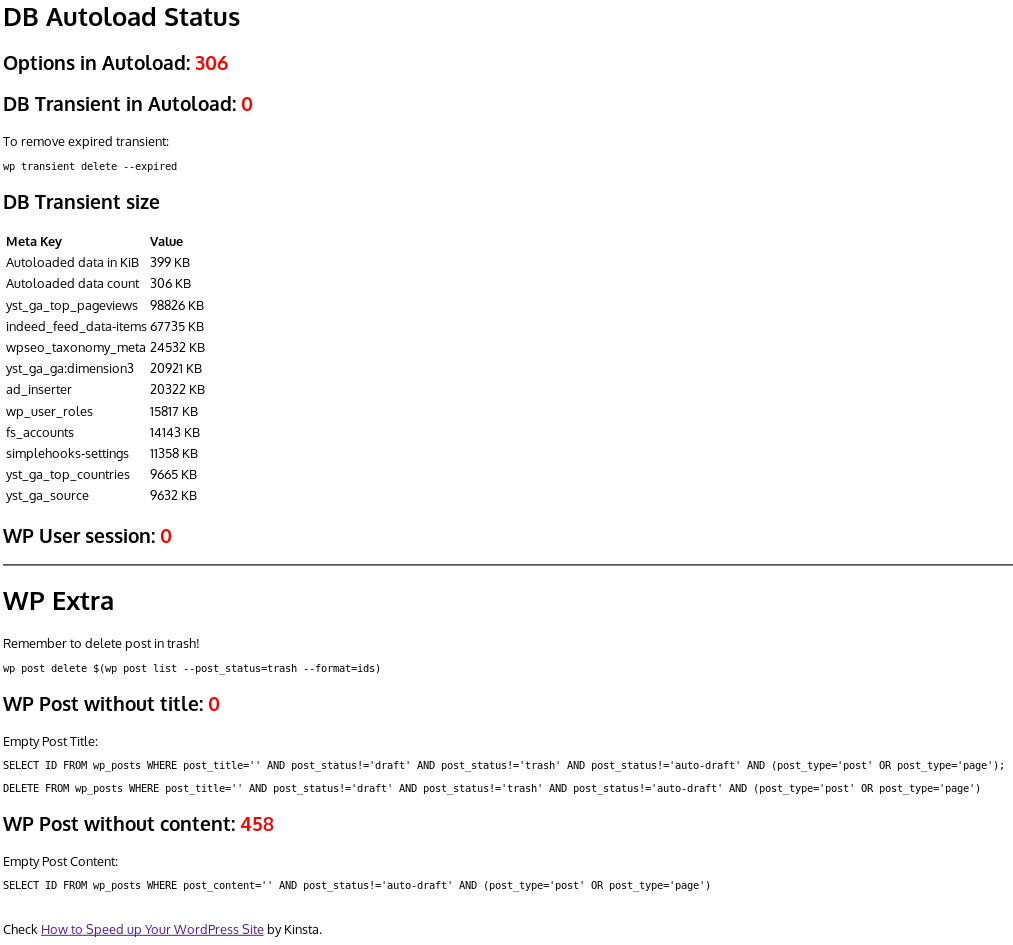 DB Autoload Status
Options in Autoload: 306
DB Transient in Autoload: 0
To remove expired transient:
wp transient delete --expired
DB Transient size
Meta Key Value
Autoloaded data in KiB 399 KB
Autoloaded data count 306 KB
yst_ga_top_pageviews 98826 KB
indeed_feed_data-items 67735 KB
wpseo_taxonomy_meta 24532 KB
yst_ga_ga:dimension3 20921 KB
ad_inserter 20322 KB
wp_user_roles 15817 KB
fs_accounts 14143 KB
simplehooks-settings 11358 KB
yst_ga_top_countries 9665 KB
yst_ga_source 9632 KB
WP User session: 0
WP Extra
Remember to delete post in trash!
wp post delete $(wp post list --post_status=trash --format=ids)
WP Post without title: 0
Empty Post Title:
SELECT ID FROM wp_posts WHERE post_title='' AND post_status!='draft' AND post_status!='trash' AND post_status!='auto-draft' AND (post_type='post' OR post_type='page');
DELETE FROM wp_posts WHERE post_title='' AND post_status!='draft' AND post_status!='trash' AND post_status!='auto-draft' AND (post_type='post' OR post_type='page')
WP Post without content: 458
Empty Post Content:
SELECT ID FROM wp_posts WHERE post_content='' AND post_status!='auto-draft' AND (post_type='post' OR post_type='page')
Check How to Speed up Your WordPress Site by Kinsta.